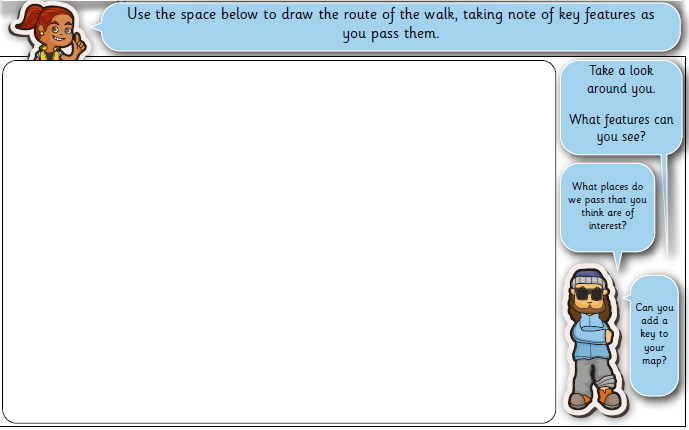 Use the space below to draw the route of the walk, taking note of key features as
you pass them.
Take a look
around you.
What features can
you see?
What places do
we pass that you
think are of
interest?
Can you
add a
key to
your
map?